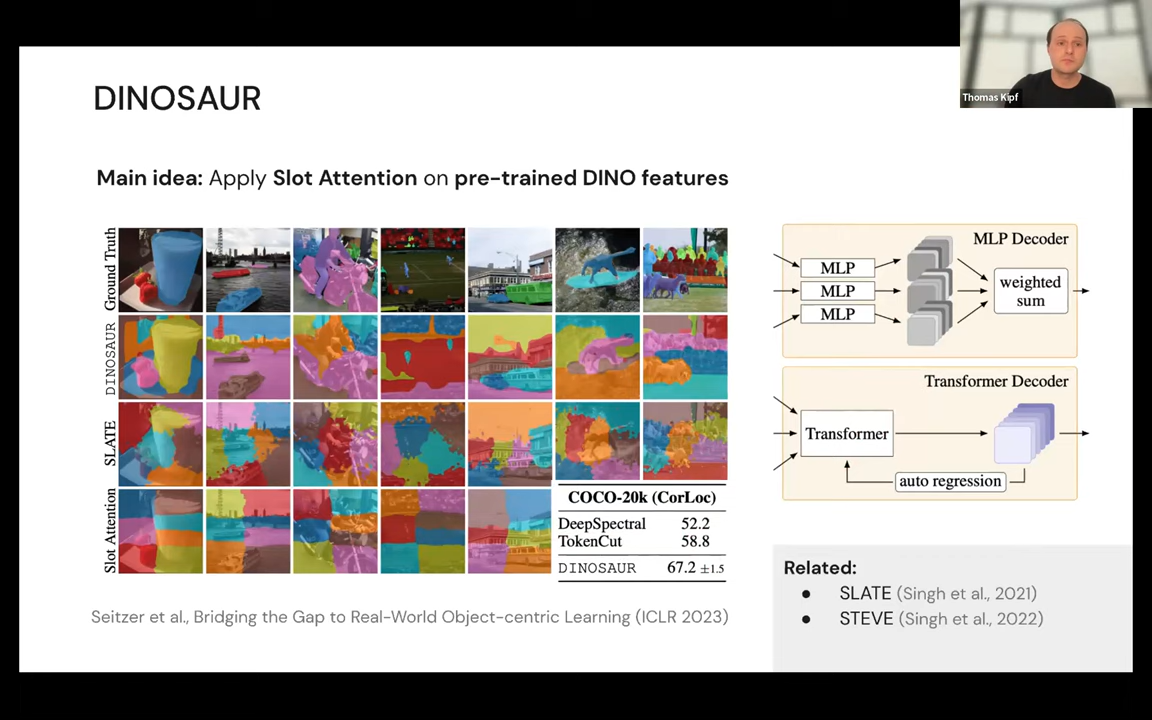 Thomas Kipf
DINOSAUR
Main idea: Apply Slot Attention on pre-trained DINO features
Ground Truth
DINOSAUR
SLATE
Slot Attention
COCO-20k (CorLoc)
DeepSpectral 52.2
TokenCut 58.8
DINOSAUR 67.2 ±1.5
Seitzer et al., Bridging the Gap to Real-World Object-centric Learning (ICLR 2023)
MLP Decoder
MLP
MLP
MLP
weighted
sum
Transformer Decoder
Transformer
auto regression
Related:
● SLATE (Singh et al., 2021)
● STEVE (Singh et al., 2022)